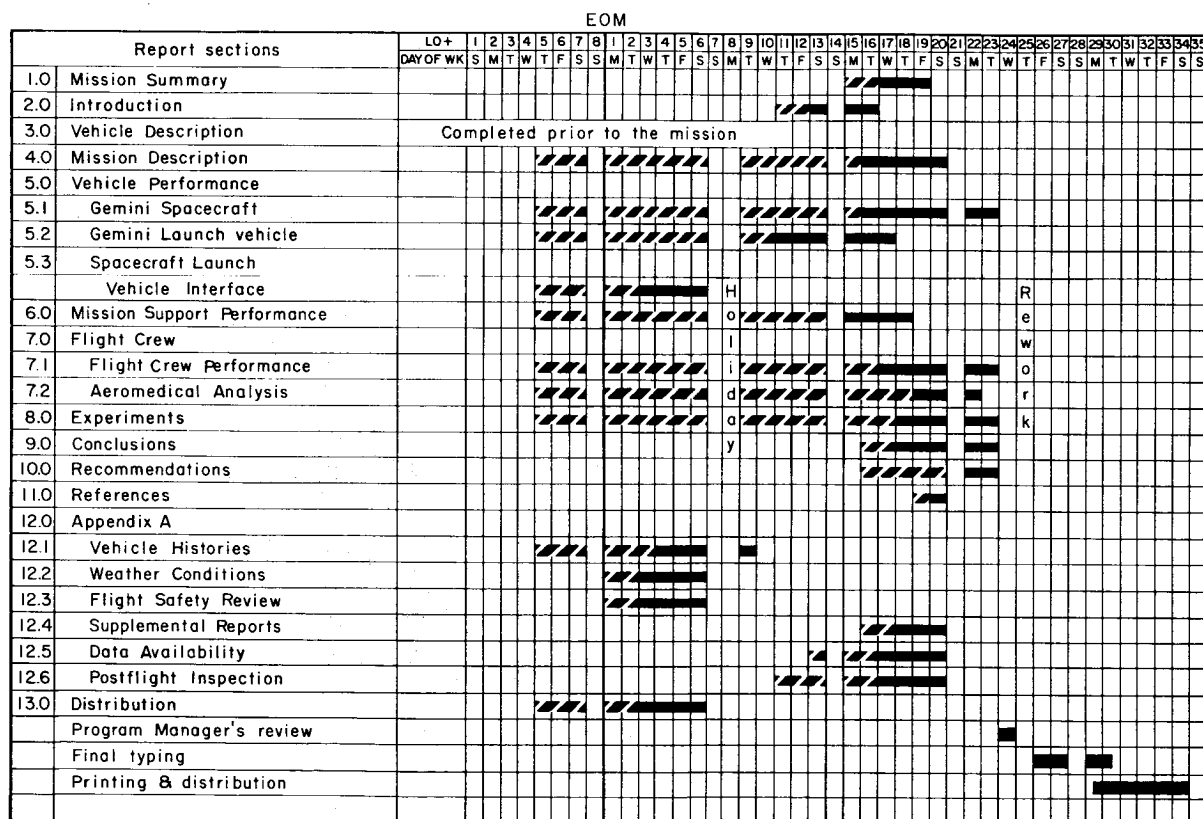 EOM
Report sections LO+ 1 2 3 4 5 6 7 8 1 2 3 4 5 6 7 8 9 10 11 12 13 14 15 16 17 18 19 20 21 22 23 24 25 26 27 28 29 30 31 32 33 34 35
DAY OF WK S M T W T F S S M T W T F S S M T W T F S S M T W T F S S M T W T F S S M T W T F S S
1.0 Mission Summary
2.0 Introduction
3.0 Vehicle Description Completed prior to the mission
4.0 Mission Description
5.0 Vehicle Performance
5.1 Gemini Spacecraft
5.2 Gemini Launch vehicle
5.3 Spacecraft Launch
Vehicle Interface
6.0 Mission Support Performance
7.0 Flight Crew
7.1 Flight Crew Performance
7.2 Aeromedical Analysis
8.0 Experiments
9.0 Conclusions
10.0 Recommendations
11.0 References
12.0 Appendix A
12.1 Vehicle Histories
12.2 Weather Conditions
12.3 Flight Safety Review
12.4 Supplemental Reports
12.5 Data Availability
12.6 Postflight Inspection
13.0 Distribution
Program Manager's review
Final typing
Printing & distribution
Holiday
Rework